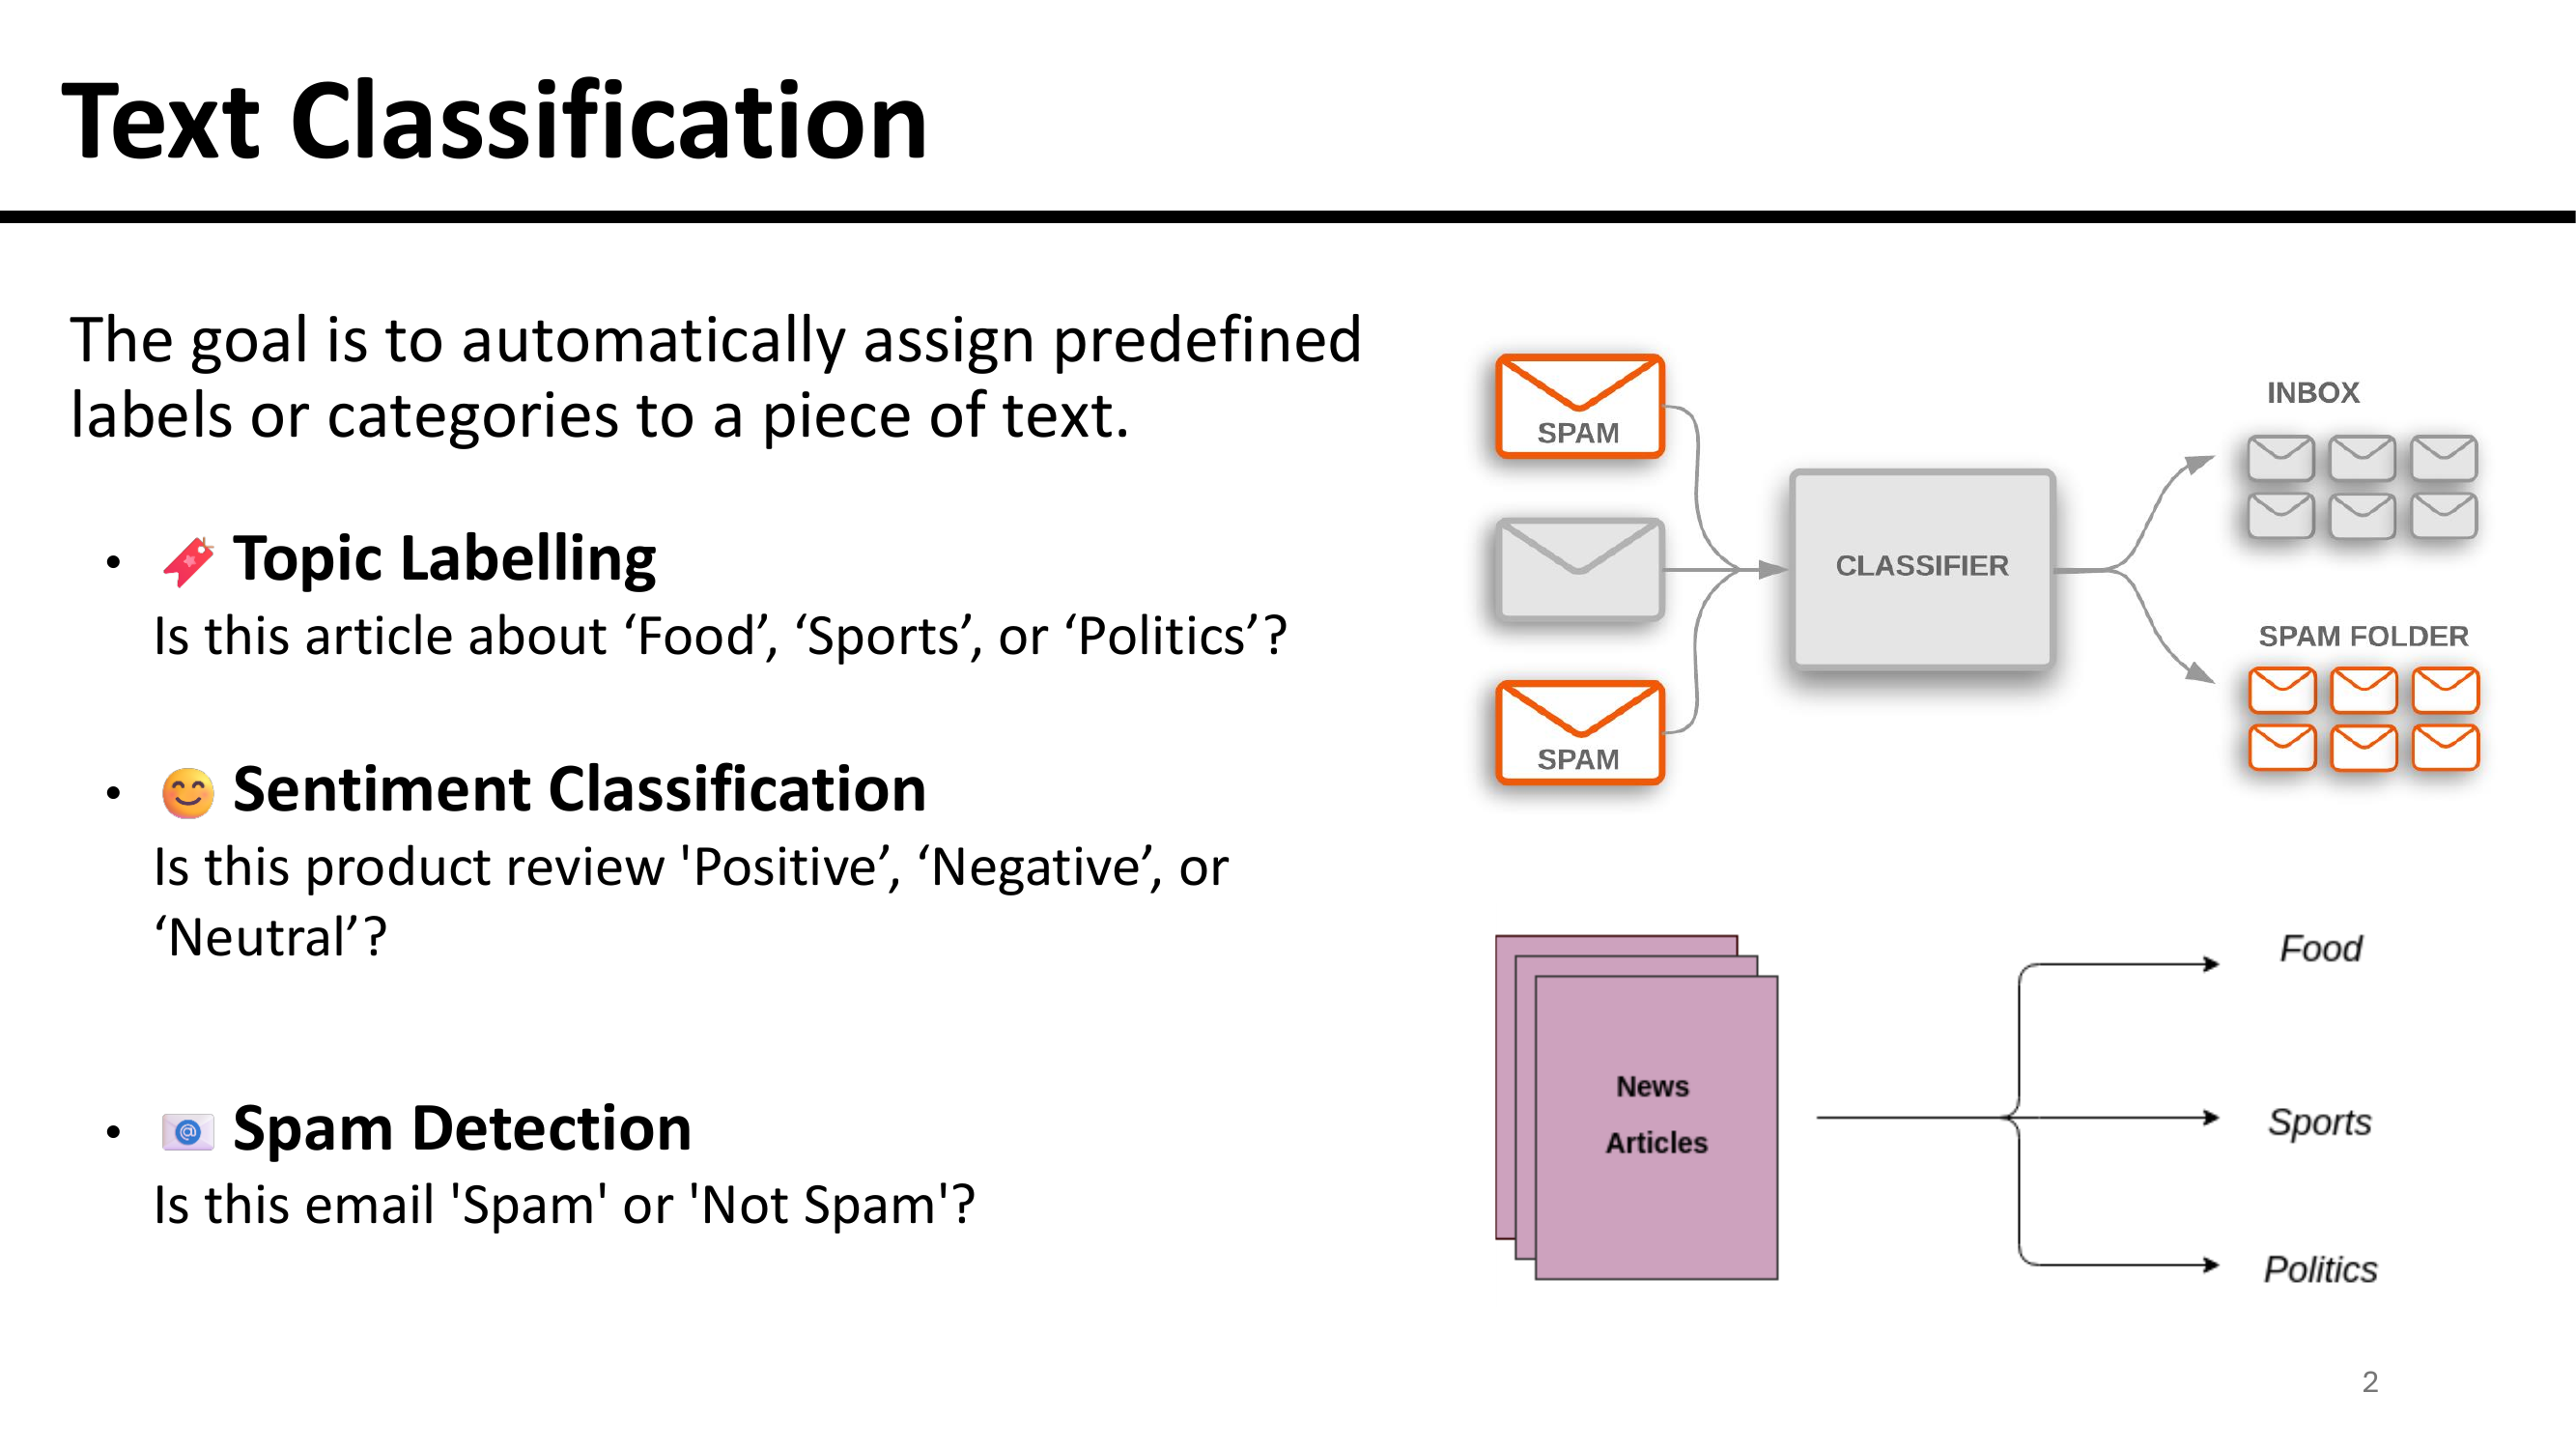 Text Classification
The goal is to automatically assign predefined
labels or categories to a piece of text.
• Topic Labelling
Is this article about ‘Food’, ‘Sports’, or ‘Politics’?
• Sentiment Classification
Is this product review 'Positive’, ‘Negative’, or
‘Neutral’?
• Spam Detection
Is this email 'Spam' or 'Not Spam'?
SPAM
SPAM
CLASSIFIER
INBOX
SPAM FOLDER
News
Articles
Food
Sports
Politics
2